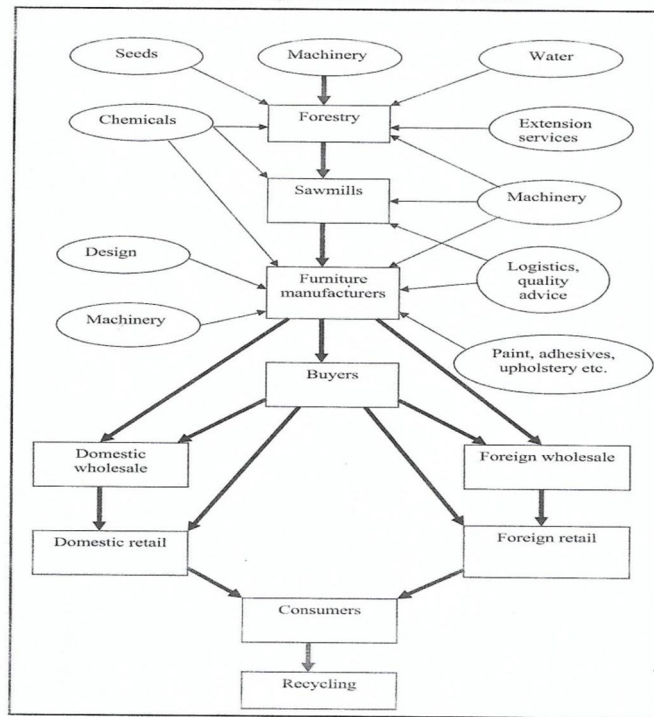 Seeds
Machinery
Water
Chemicals
Forestry
Extension
services
Sawmills
Machinery
Design
Furniture
manufacturers
Logistics,
quality
advice
Machinery
Paint, adhesives,
upholstery etc.
Buyers
Domestic
wholesale
Foreign wholesale
Domestic retail
Foreign retail
Consumers
Recycling